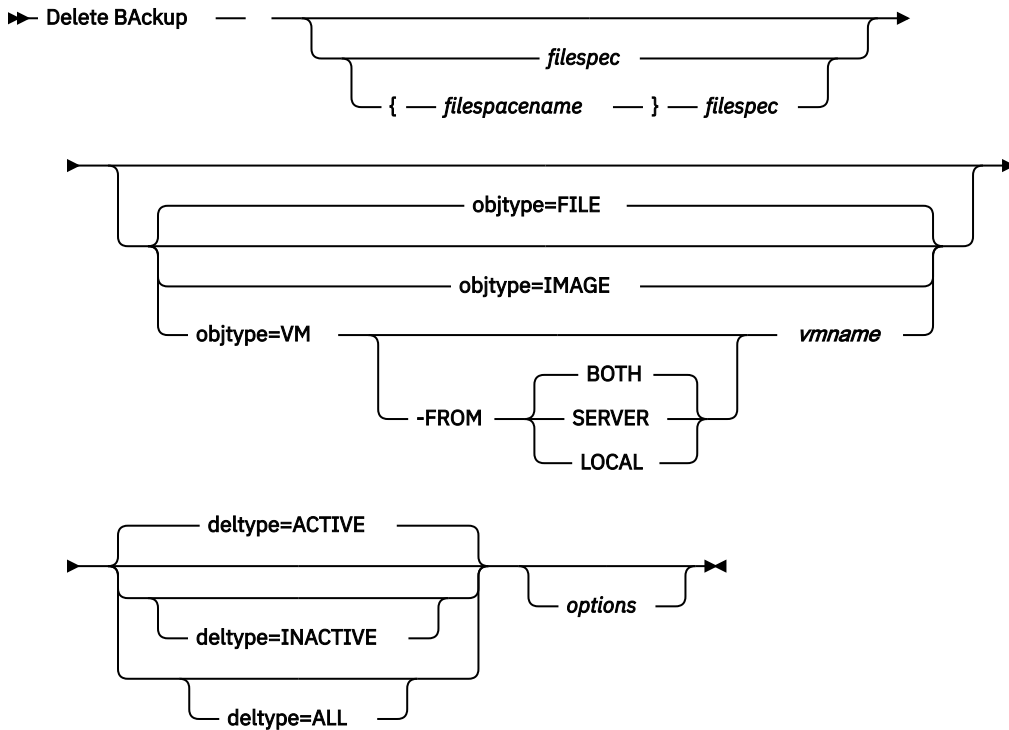 Delete BAckup
filespec
{ filespacename } filespec
objtype=FILE
objtype=IMAGE
objtype=VM vmname
BOTH
-FROM SERVER
LOCAL
deltype=ACTIVE
options
deltype=INACTIVE
deltype=ALL